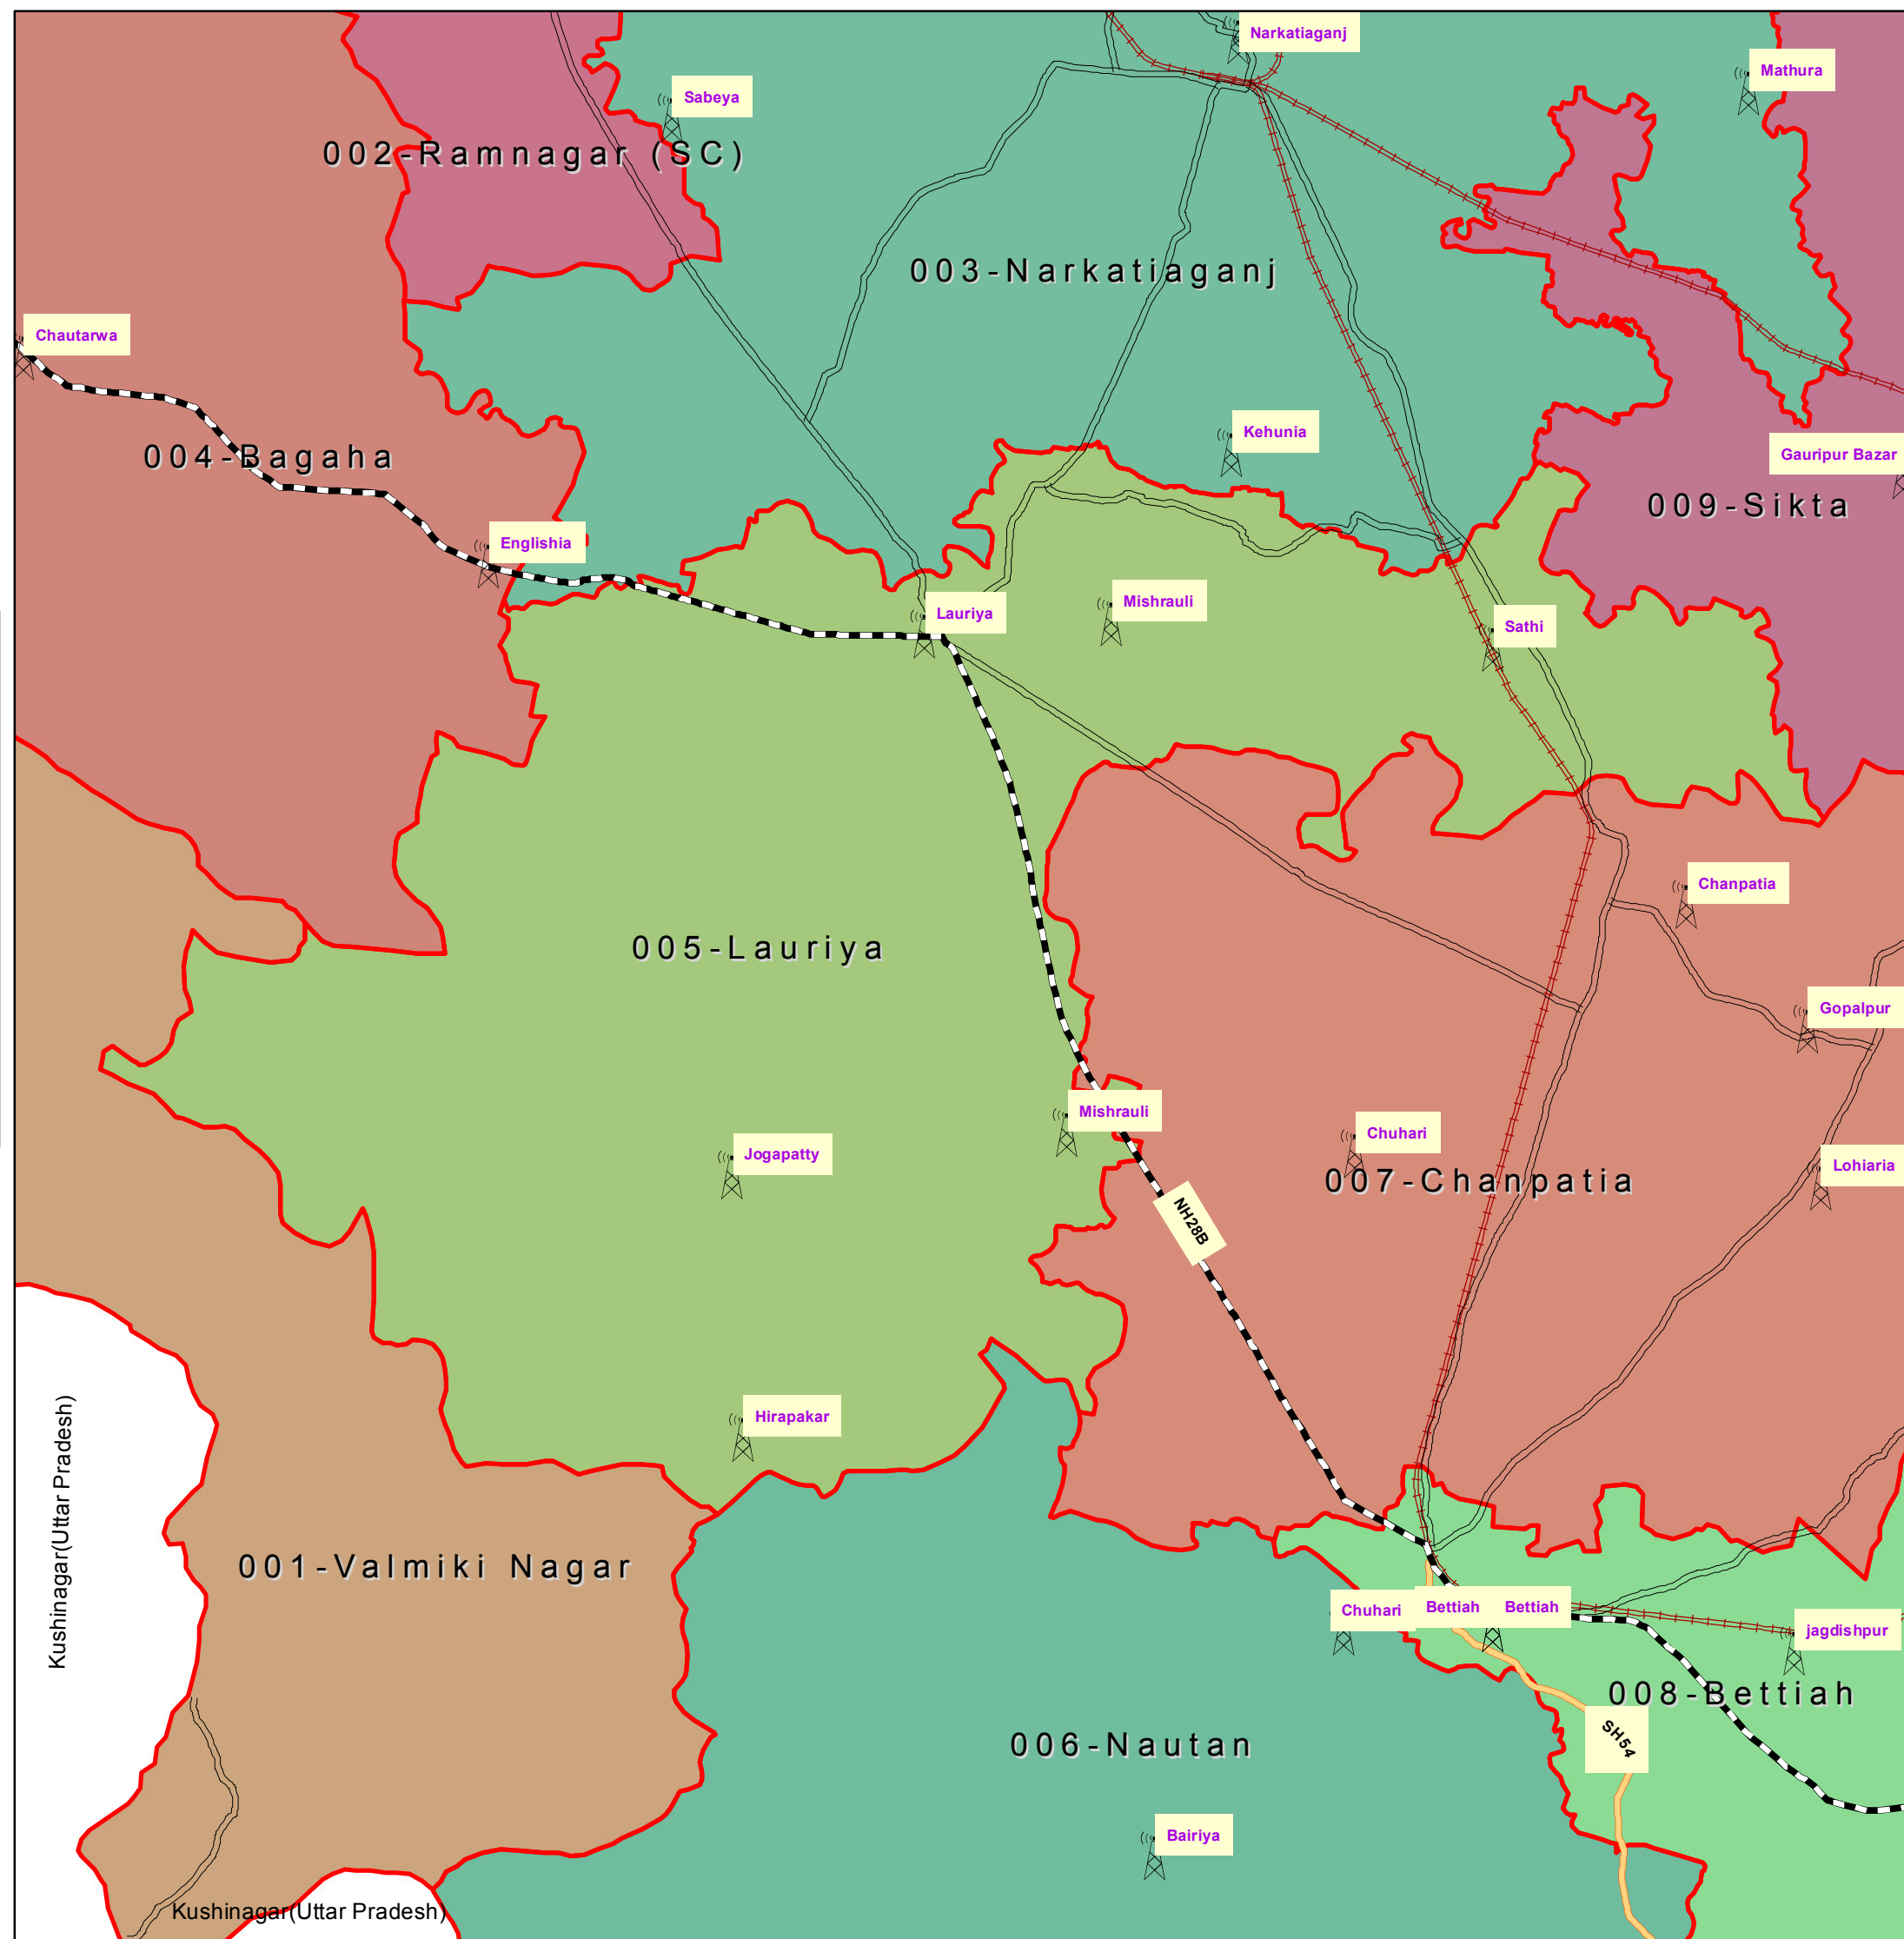 Narkatiaganj
Mathura
Sabeya
002-Ramnagar (SC)
003-Narkatiaganj
Chautarwa
Kehunia
004-Bagaha
Gauripur Bazar
009-Sikta
Englishia
Lauriya
Mishrauli
Sathi
Chanpatia
005-Lauriya
Gopalpur
Mishrauli
Chuhari
Jogapatty
Lohiaria
007-Chanpatia
NH28B
Hirapakar
Kushinagar(Uttar Pradesh)
001-Valmiki Nagar
Chuhari
Bettiah
Bettiah
jagdishpur
008-Bettiah
SH54
006-Nautan
Bairiya
Kushinagar(Uttar Pradesh)